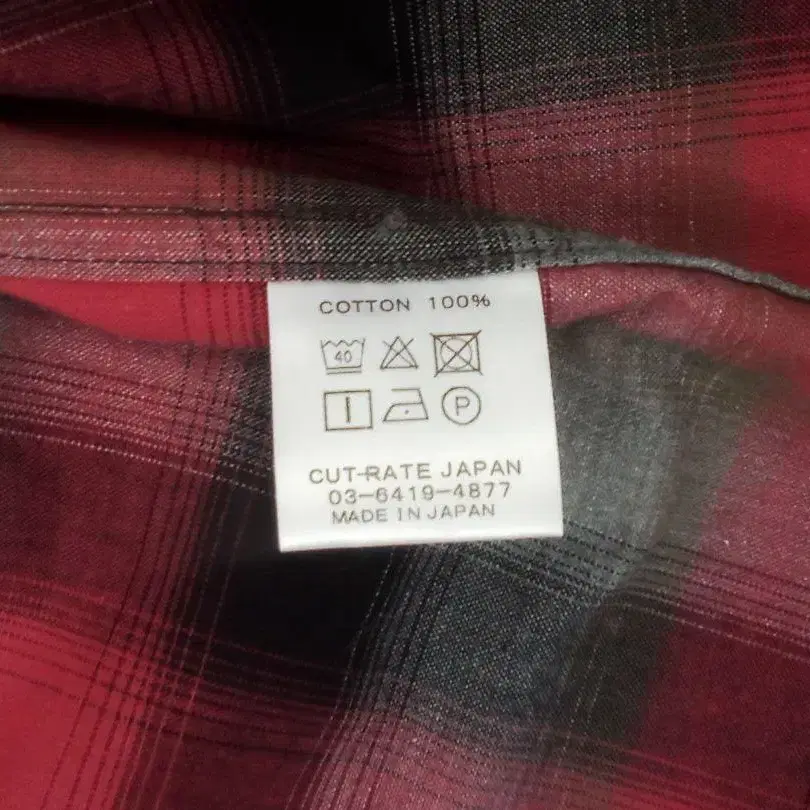 COTTON 100%
40
P
CUT-RATE JAPAN
03-6419-4877
MADE IN JAPAN